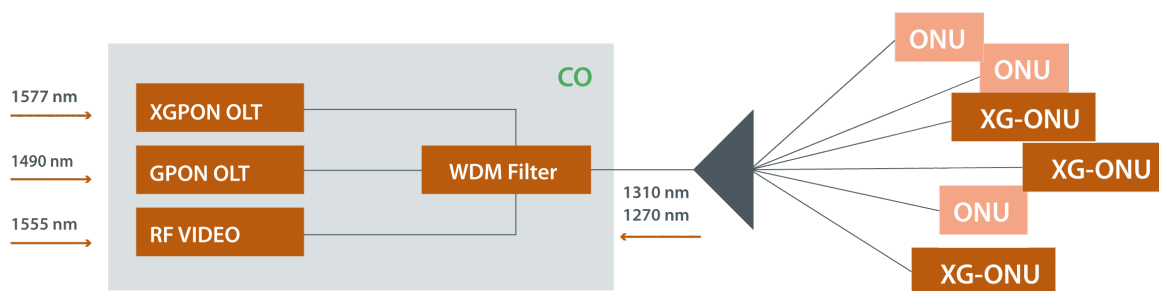 CO
1577 nm
XGPON OLT
1490 nm
GPON OLT
1555 nm
RF VIDEO
WDM Filter
1310 nm
1270 nm
ONU
ONU
XG-ONU
XG-ONU
ONU
XG-ONU